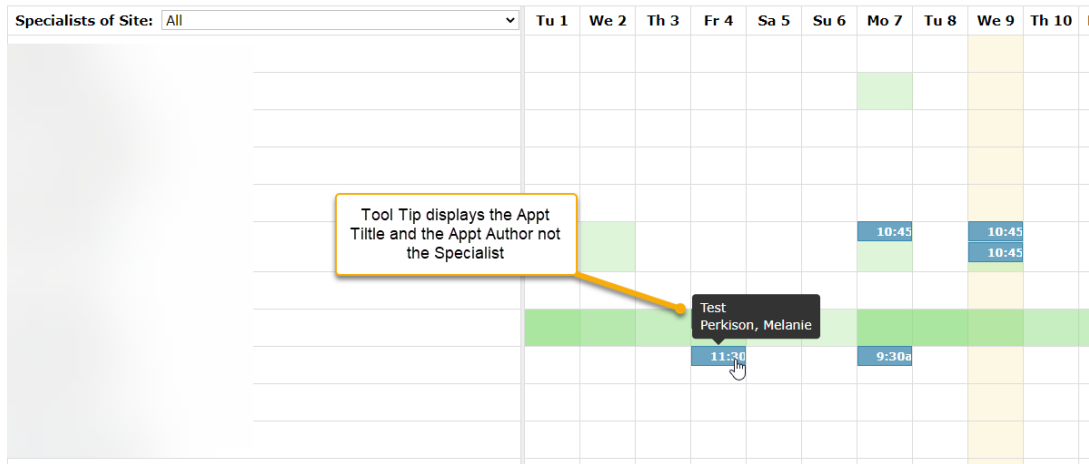 Specialists of Site: All
Tu 1 We 2 Th 3 Fr 4 Sa 5 Su 6 Mo 7 Tu 8 We 9 Th 10
Tool Tip displays the Appt
Tiltle and the Appt Author not
the Specialist
10:45 10:45
10:45
Test
Perkison, Melanie
11:30 9:30a